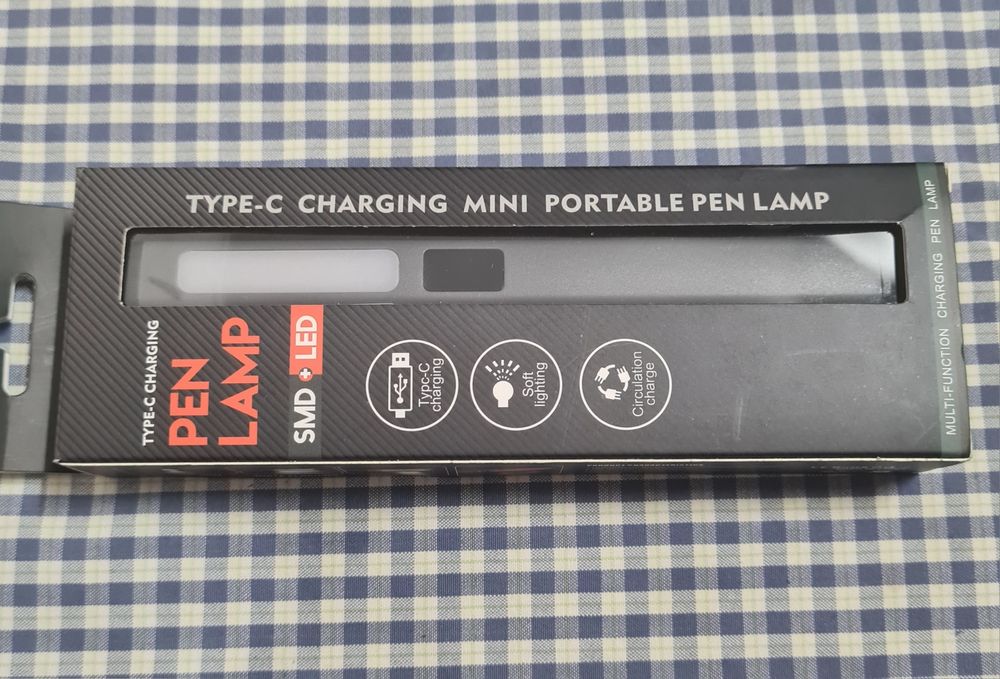 TYPE-C CHARGING MINI PORTABLE PEN LAMP
TYPE-C CHARGING
PEN
LAMP
SMD + LED
Typc-C
charging
Soft
lighting
Circulation
charge
MULTI-FUNCTION CHARGING PEN LAMP